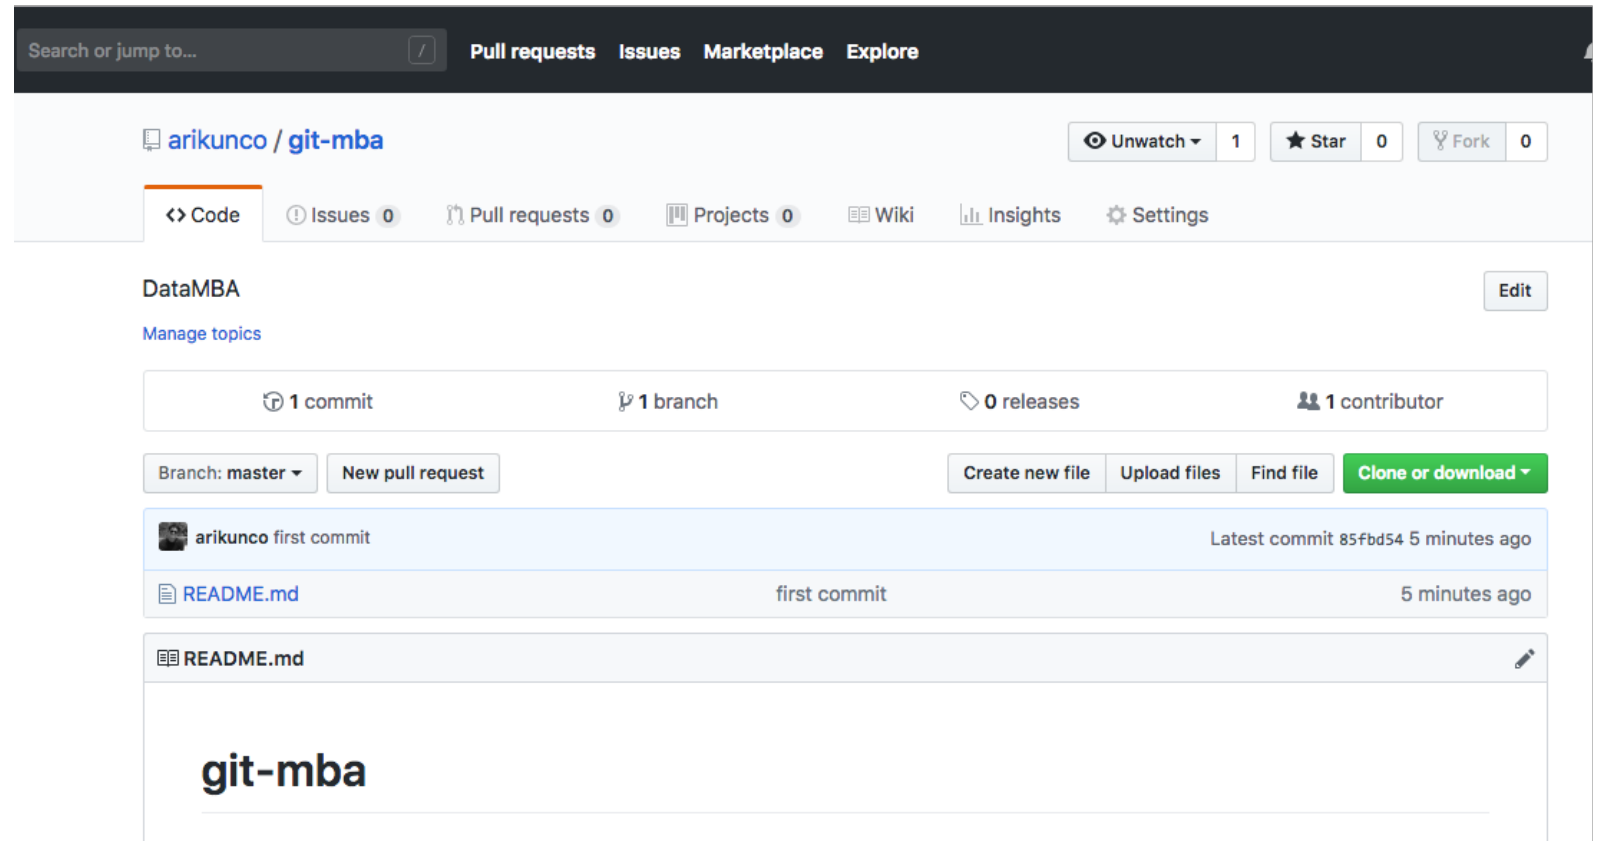 Search or jump to... /
Pull requests Issues Marketplace Explore
arikunco / git-mba
Unwatch 1 Star 0 Fork 0
Code Issues 0 Pull requests 0 Projects 0 Wiki Insights Settings
DataMBA
Edit
Manage topics
1 commit 1 branch 0 releases 1 contributor
Branch: master New pull request Create new file Upload files Find file Clone or download
arikunco first commit Latest commit 85fbd54 5 minutes ago
README.md first commit 5 minutes ago
README.md
git-mba